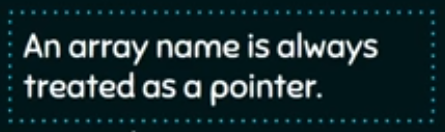 An array name is always
treated as a pointer.